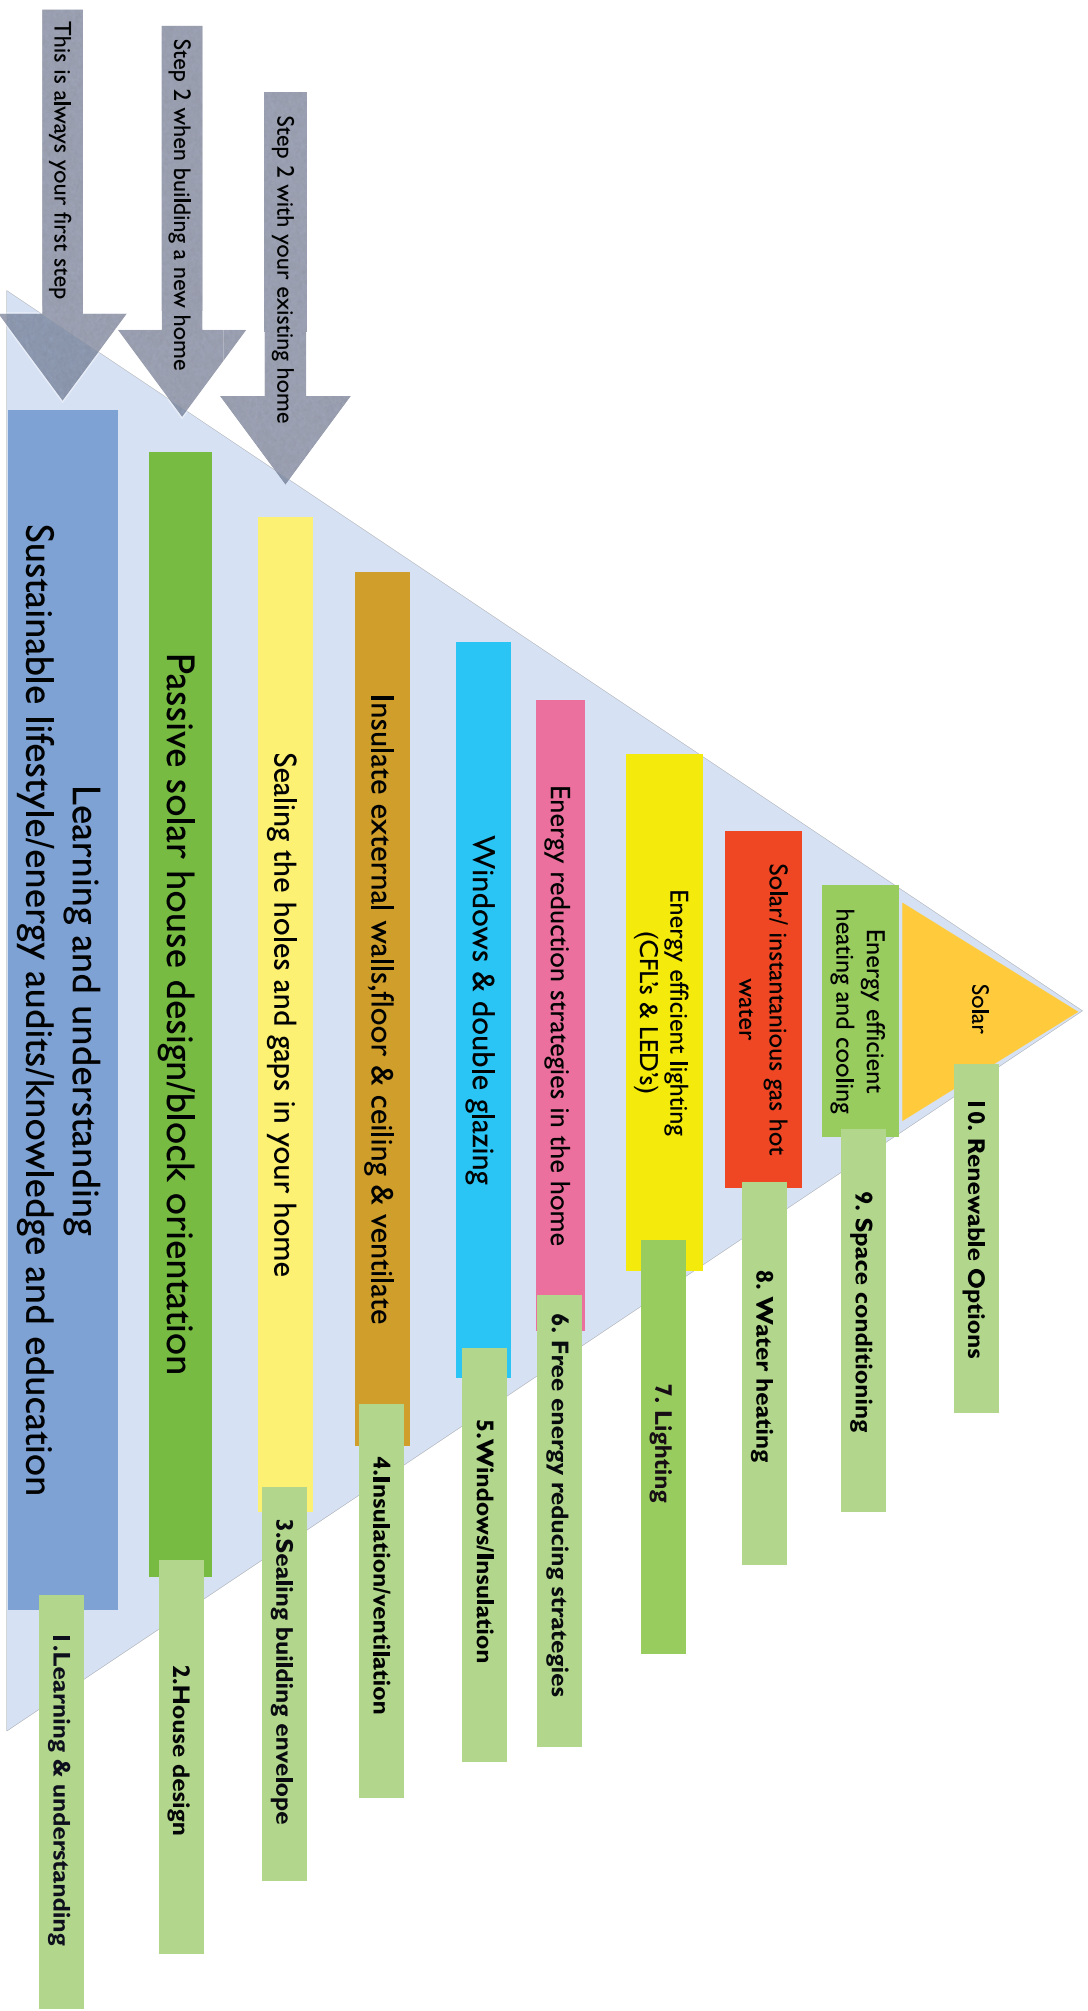 Solar
10. Renewable Options
Energy efficient
heating and cooling
9. Space conditioning
Solar/ instantanious gas hot
water
8. Water heating
Energy efficient lighting
(CFL's & LED's)
7. Lighting
Energy reduction strategies in the home
6. Free energy reducing strategies
Windows & double glazing
5.Windows/Insulation
Insulate external walls,floor & ceiling & ventilate
4.Insulation/ventilation
Step 2 with your existing home
Sealing the holes and gaps in your home
3.Sealing building envelope
Step 2 when building a new home
Passive solar house design/block orientation
2.House design
This is always your first step
Learning and understanding
Sustainable lifestyle/energy audits/knowledge and education
1.Learning & understanding